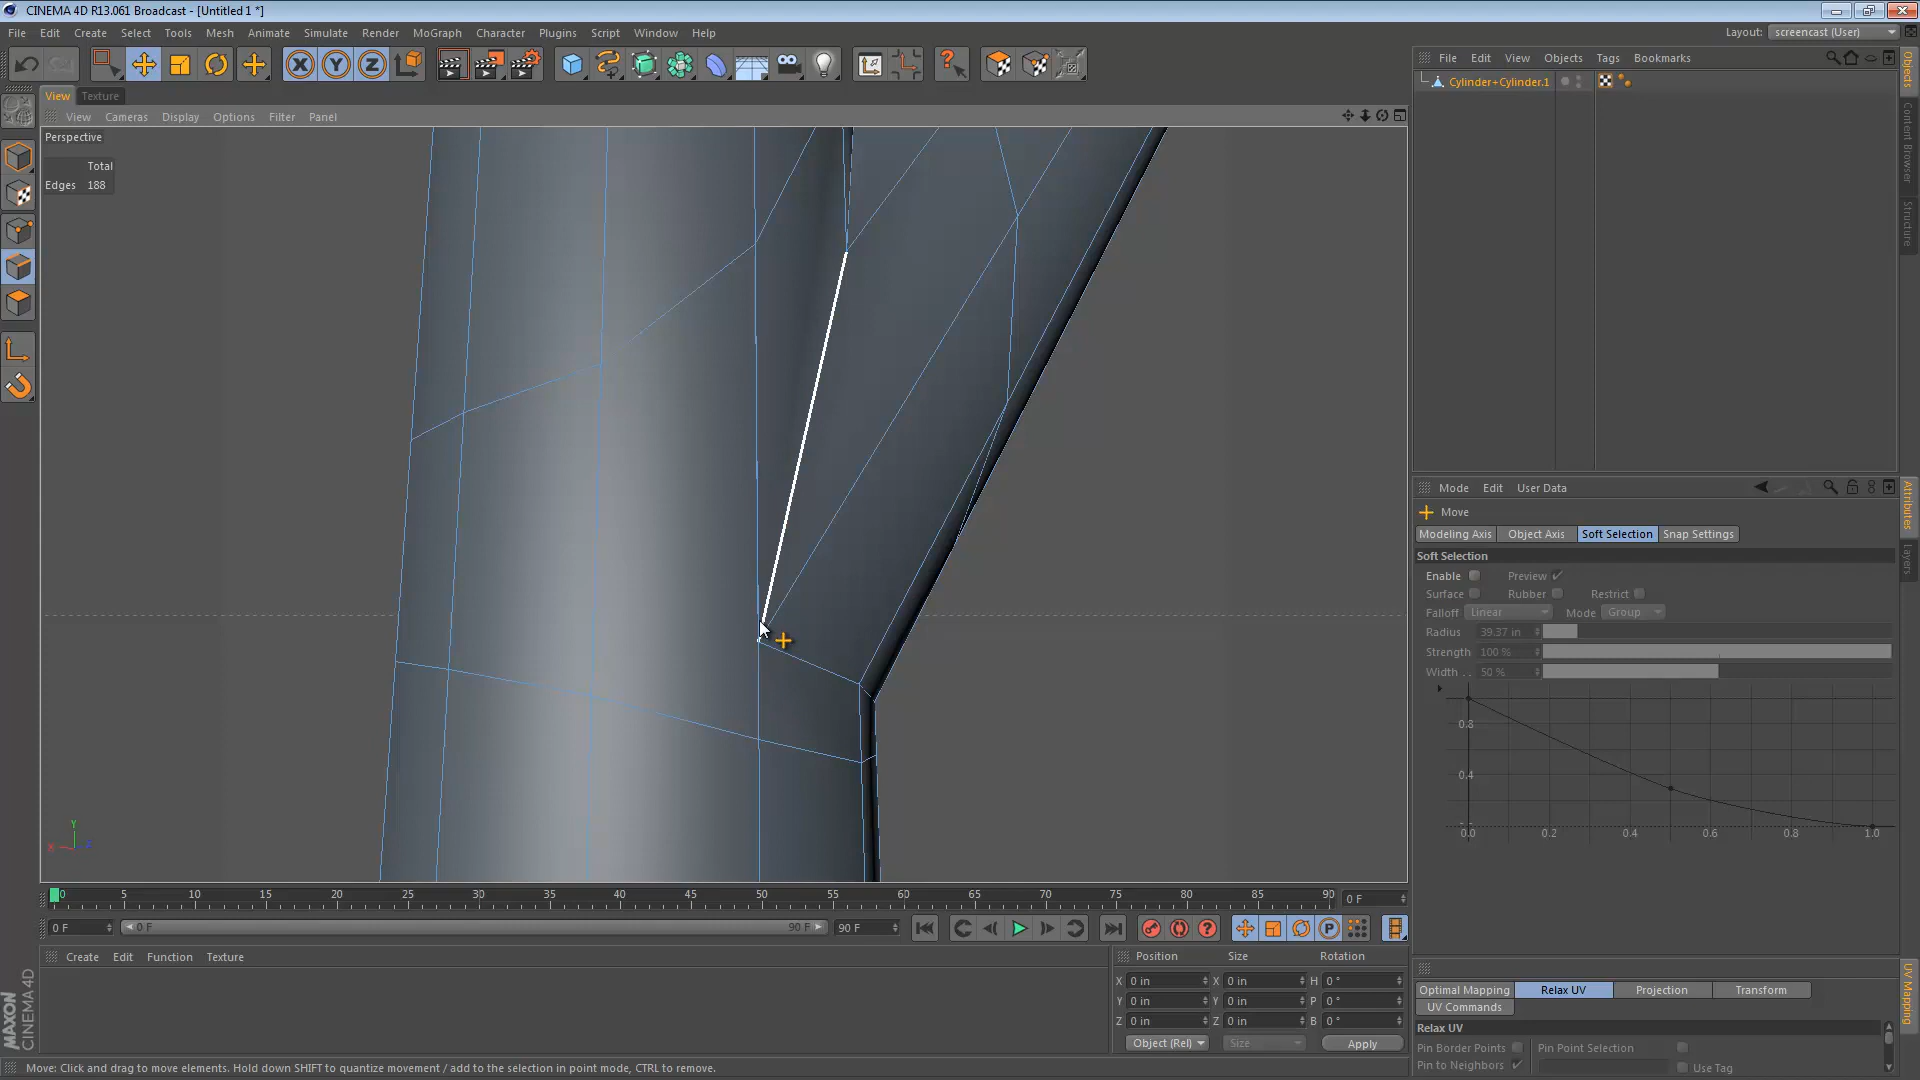 CINEMA 4D R13.061 Broadcast - [Untitled 1 *]
File Edit Create Select Tools Mesh Animate Simulate Render MoGraph Character Plugins Script Window Help
Layout: screencast (User)
View Texture
View Cameras Display Options Filter Panel
Perspective
Total
Edges 188
Y
X
Z
File Edit View Objects Tags Bookmarks
Cylinder+Cylinder.1
Objects
Content Browser
Structure
Mode Edit User Data
Move
Modeling Axis Object Axis Soft Selection Snap Settings
Soft Selection
Enable Preview
Surface Rubber Restrict
Falloff Linear Mode Group
Radius 39.37 in
Strength 100 %
Width . . 50 %
0.8
0.4
0.0 0.2 0.4 0.6 0.8 1.0
Attributes
Layers
0 5 10 15 20 25 30 35 40 45 50 55 60 65 70 75 80 85 90 0 F
0 F 0 F 90 F 90 F
Create Edit Function Texture
Position Size Rotation
X 0 in X 0 in H 0 °
Y 0 in Y 0 in P 0 °
Z 0 in Z 0 in B 0 °
Object (Rel) Size Apply
MAXON
CINEMA 4D
Optimal Mapping Relax UV Projection Transform
UV Commands
Relax UV
Pin Border Points Pin Point Selection
Pin to Neighbors Use Tag
UV Mapping
Move: Click and drag to move elements. Hold down SHIFT to quantize movement / add to the selection in point mode, CTRL to remove.